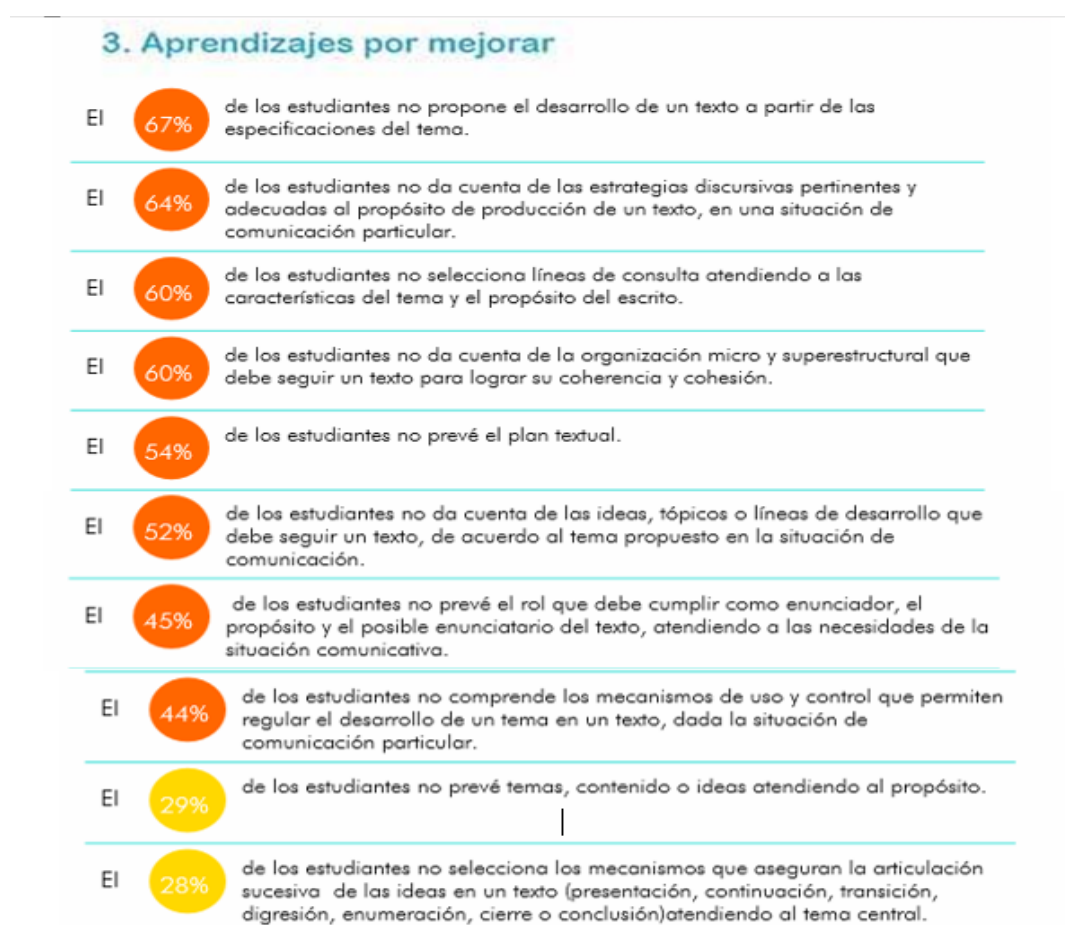 3. Aprendizajes por mejorar
El 67% de los estudiantes no propone el desarrollo de un texto a partir de las
especificaciones del tema.
El 64% de los estudiantes no da cuenta de las estrategias discursivas pertinentes y
adecuadas al propósito de producción de un texto, en una situación de
comunicación particular.
El 60% de los estudiantes no selecciona líneas de consulta atendiendo a las
características del tema y el propósito del escrito.
El 60% de los estudiantes no da cuenta de la organización micro y superestructural que
debe seguir un texto para lograr su coherencia y cohesión.
El 54% de los estudiantes no prevé el plan textual.
El 52% de los estudiantes no da cuenta de las ideas, tópicos o líneas de desarrollo que
debe seguir un texto, de acuerdo al tema propuesto en la situación de
comunicación.
El 45% de los estudiantes no prevé el rol que debe cumplir como enunciador, el
propósito y el posible enunciatario del texto, atendiendo a las necesidades de la
situación comunicativa.
El 44% de los estudiantes no comprende los mecanismos de uso y control que permiten
regular el desarrollo de un tema en un texto, dada la situación de
comunicación particular.
El 29% de los estudiantes no prevé temas, contenido o ideas atendiendo al propósito.
El 28% de los estudiantes no selecciona los mecanismos que aseguran la articulación
sucesiva de las ideas en un texto (presentación, continuación, transición,
digresión, enumeración, cierre o conclusión)atendiendo al tema central.